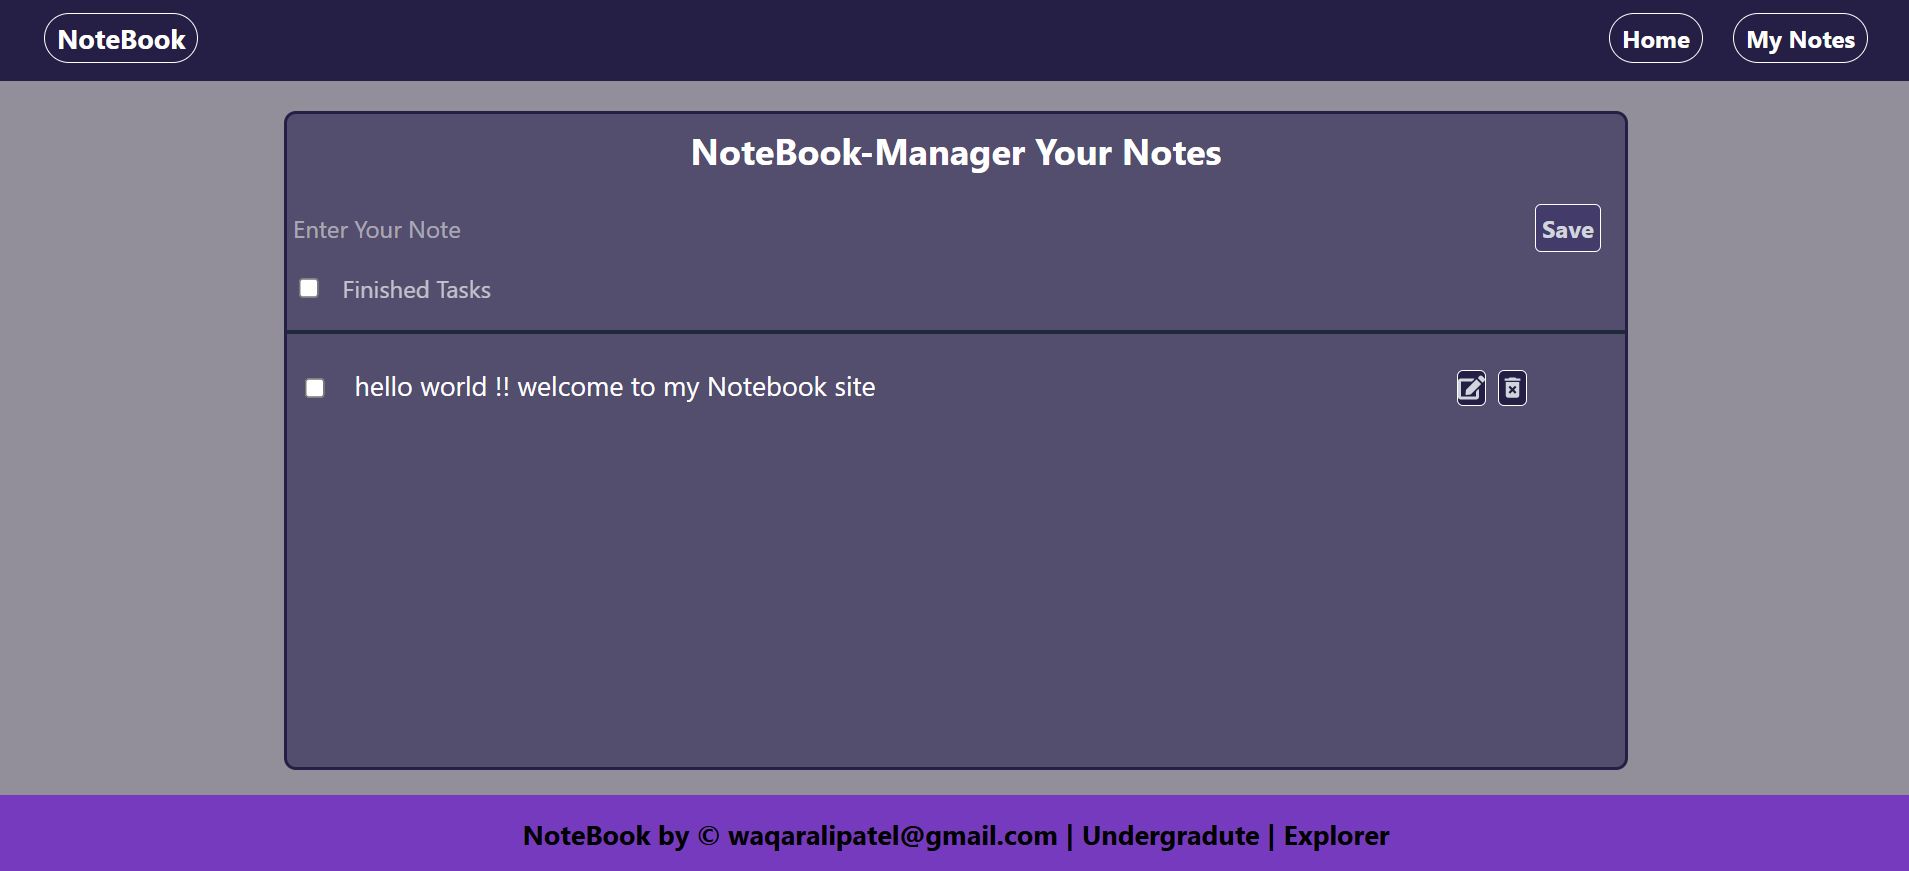 NoteBook
Home
My Notes
NoteBook-Manager Your Notes
Enter Your Note
Save
Finished Tasks
hello world !! welcome to my Notebook site
NoteBook by © waqaralipatel@gmail.com | Undergradute | Explorer